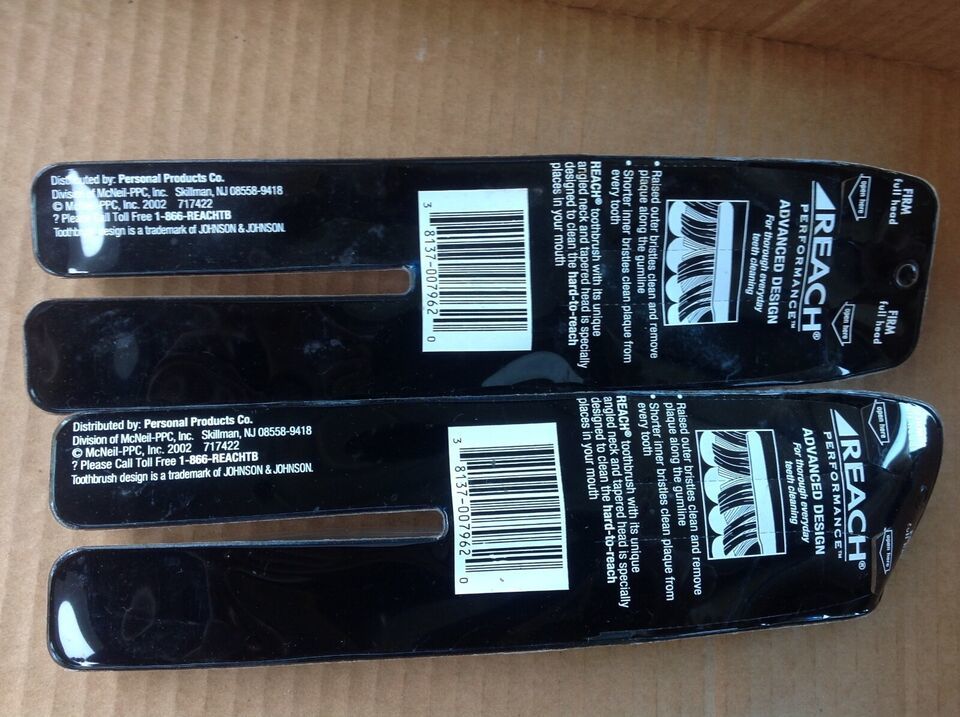 FIRM
full head
open here
REACH®
PERFORMANCE™
ADVANCED DESIGN
For thorough everyday
teeth cleaning
• Raised outer bristles clean and remove
plaque along the gumline
• Shorter inner bristles clean plaque from
every tooth
REACH® toothbrush with its unique
angled neck and tapered head is specially
designed to clean the hard-to-reach
places in your mouth
3 8137-007962 0
Distributed by: Personal Products Co.
Division of McNeil-PPC, Inc. Skillman, NJ 08558-9418
© McNeil-PPC, Inc. 2002 717422
? Please Call Toll Free 1-866-REACHTB
Toothbrush design is a trademark of JOHNSON & JOHNSON.
FIRM
full head
open here
open here
REACH®
PERFORMANCE™
ADVANCED DESIGN
For thorough everyday
teeth cleaning
• Raised outer bristles clean and remove
plaque along the gumline
• Shorter inner bristles clean plaque from
every tooth
REACH® toothbrush with its unique
angled neck and tapered head is specially
designed to clean the hard-to-reach
places in your mouth
3 8137-007962 0
Distributed by: Personal Products Co.
Division of McNeil-PPC, Inc. Skillman, NJ 08558-9418
© McNeil-PPC, Inc. 2002 717422
? Please Call Toll Free 1-866-REACHTB
Toothbrush design is a trademark of JOHNSON & JOHNSON.
open here